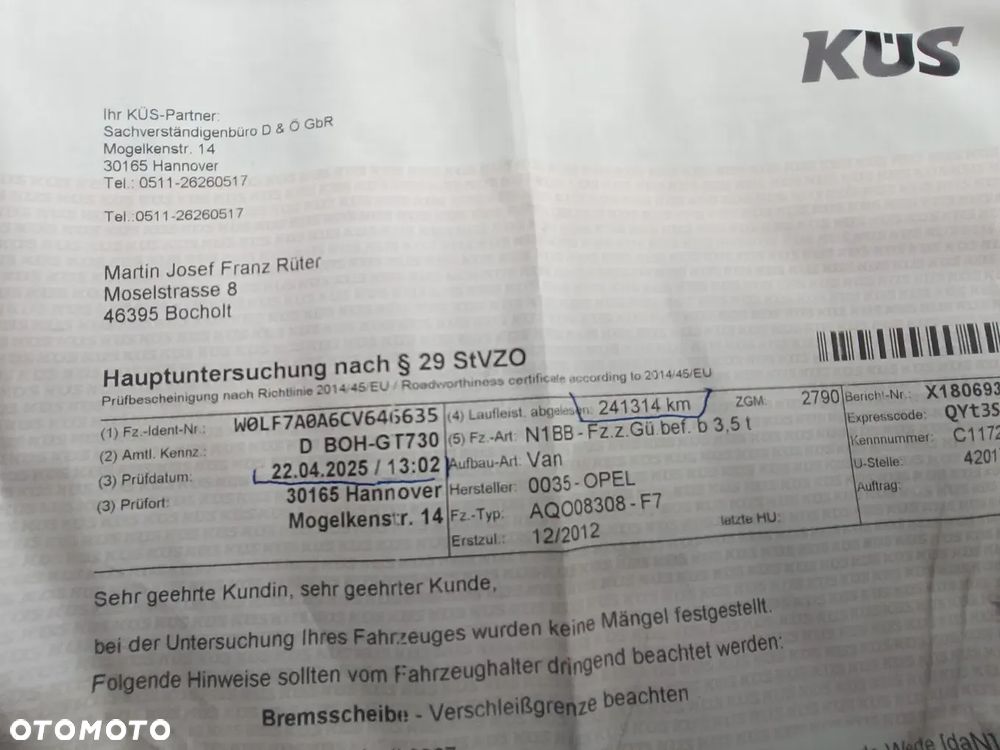 KÜS
Ihr KÜS-Partner:
Sachverständigenbüro D & Ö GbR
Mogelkenstr. 14
30165 Hannover
Tel.: 0511-26260517
Tel.:0511-26260517
Martin Josef Franz Rüter
Moselstrasse 8
46395 Bocholt
Hauptuntersuchung nach § 29 StVZO
Prüfbescheinigung nach Richtlinie 2014/45/EU / Roadworthiness certificate according to 2014/45/EU
(1) Fz.-Ident-Nr.: W0LF7A0A6CV646635
(2) Amtl. Kennz.: D BOH-GT730
(3) Prüfdatum: 22.04.2025 / 13:02
(3) Prüfort: 30165 Hannover
Mogelkenstr. 14
(4) Laufleist. abgelesen: 241314 km ZGM: 2790
(5) Fz.-Art: N1BB - Fz.z.Gü.bef. b 3,5 t
Aufbau-Art: Van
Hersteller: 0035 - OPEL
Fz.-Typ: AQO08308 - F7
Erstzul.: 12/2012 letzte HU:
Bericht-Nr.: X180693
Expresscode: QYt3S
Kennnummer: C1172
U-Stelle: 4201
Auftrag:
Sehr geehrte Kundin, sehr geehrter Kunde,
bei der Untersuchung Ihres Fahrzeuges wurden keine Mängel festgestellt.
Folgende Hinweise sollten vom Fahrzeughalter dringend beachtet werden:
Bremsscheibe - Verschleißgrenze beachten
[daN]
OTOMOTO